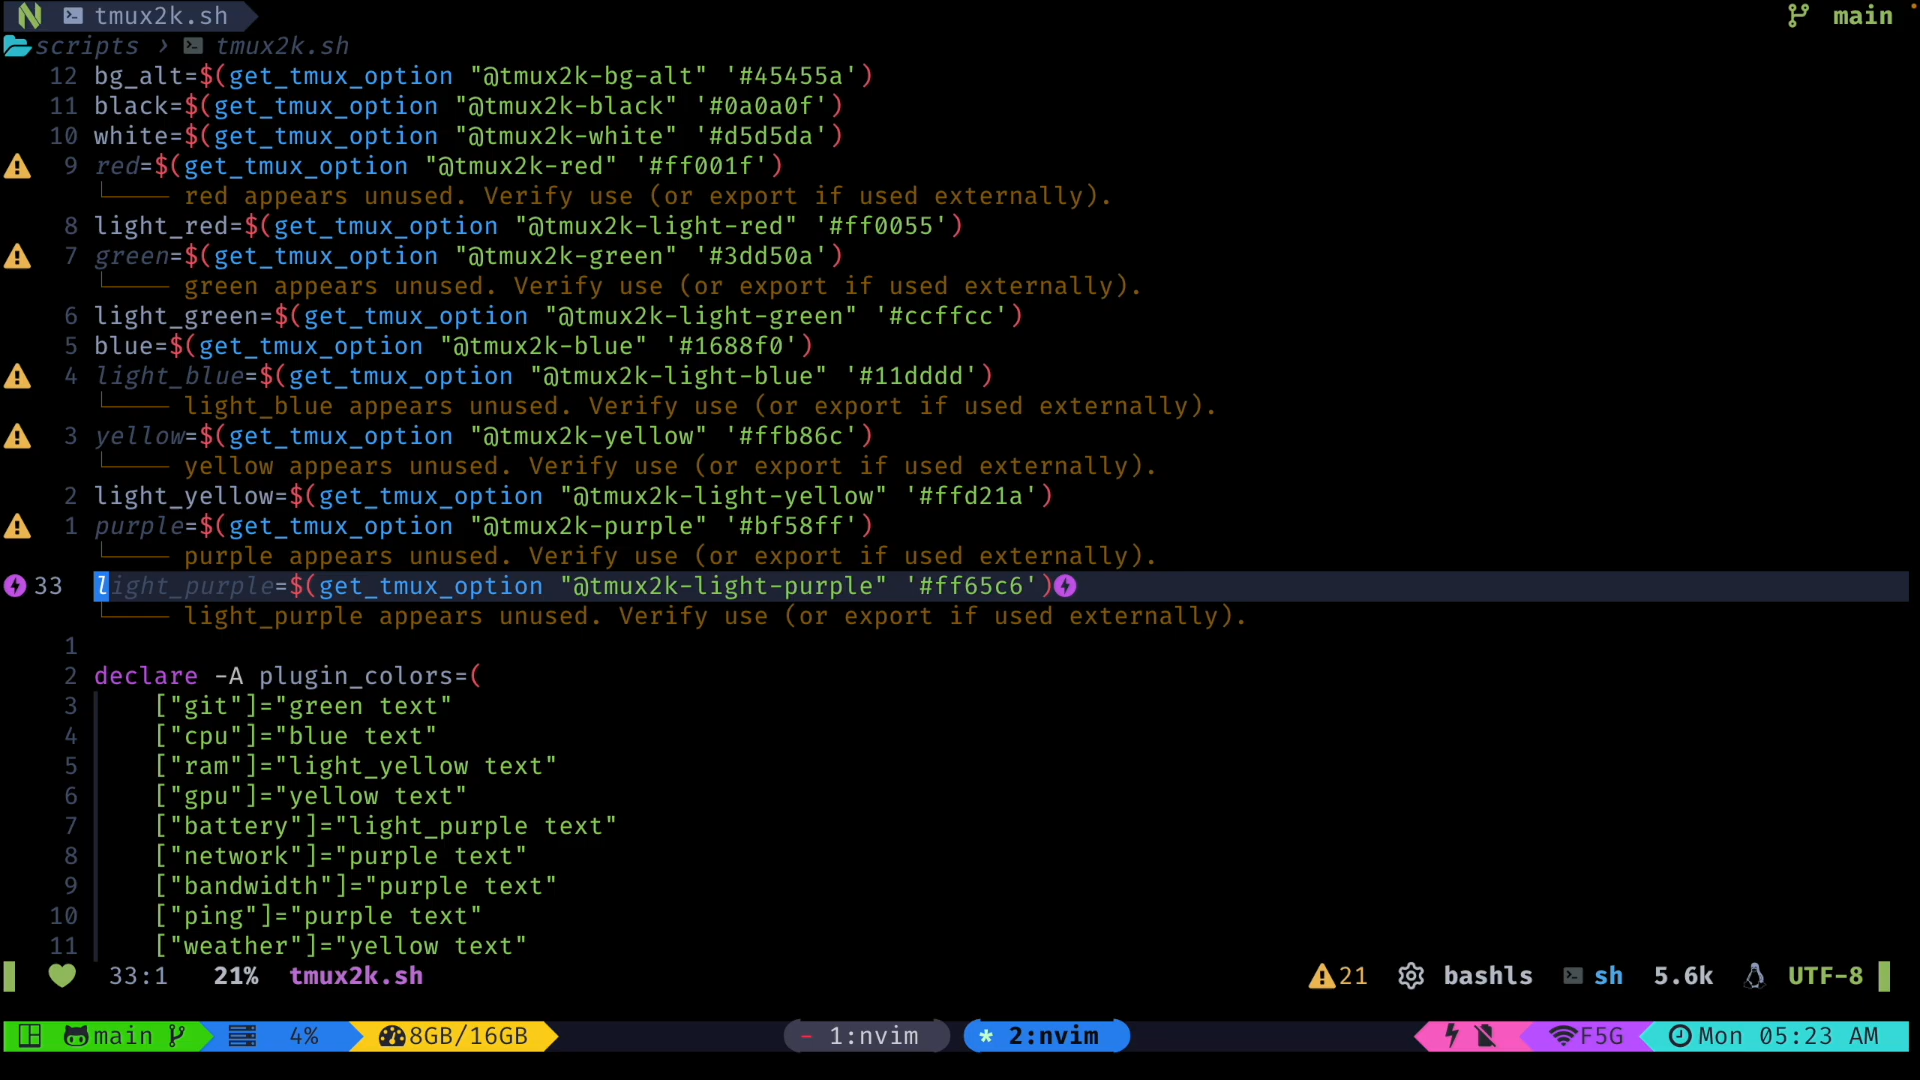 tmux2k.sh main
scripts › tmux2k.sh
12 bg_alt=$(get_tmux_option "@tmux2k-bg-alt" '#45455a')
11 black=$(get_tmux_option "@tmux2k-black" '#0a0a0f')
10 white=$(get_tmux_option "@tmux2k-white" '#d5d5da')
9 red=$(get_tmux_option "@tmux2k-red" '#ff001f')
red appears unused. Verify use (or export if used externally).
8 light_red=$(get_tmux_option "@tmux2k-light-red" '#ff0055')
7 green=$(get_tmux_option "@tmux2k-green" '#3dd50a')
green appears unused. Verify use (or export if used externally).
6 light_green=$(get_tmux_option "@tmux2k-light-green" '#ccffcc')
5 blue=$(get_tmux_option "@tmux2k-blue" '#1688f0')
4 light_blue=$(get_tmux_option "@tmux2k-light-blue" '#11dddd')
light_blue appears unused. Verify use (or export if used externally).
3 yellow=$(get_tmux_option "@tmux2k-yellow" '#ffb86c')
yellow appears unused. Verify use (or export if used externally).
2 light_yellow=$(get_tmux_option "@tmux2k-light-yellow" '#ffd21a')
1 purple=$(get_tmux_option "@tmux2k-purple" '#bf58ff')
purple appears unused. Verify use (or export if used externally).
33 light_purple=$(get_tmux_option "@tmux2k-light-purple" '#ff65c6')
light_purple appears unused. Verify use (or export if used externally).
1
2 declare -A plugin_colors=(
3 ["git"]="green text"
4 ["cpu"]="blue text"
5 ["ram"]="light_yellow text"
6 ["gpu"]="yellow text"
7 ["battery"]="light_purple text"
8 ["network"]="purple text"
9 ["bandwidth"]="purple text"
10 ["ping"]="purple text"
11 ["weather"]="yellow text"
33:1 21% tmux2k.sh 21 bashls sh 5.6k UTF-8
main 4% 8GB/16GB - 1:nvim * 2:nvim F5G Mon 05:23 AM